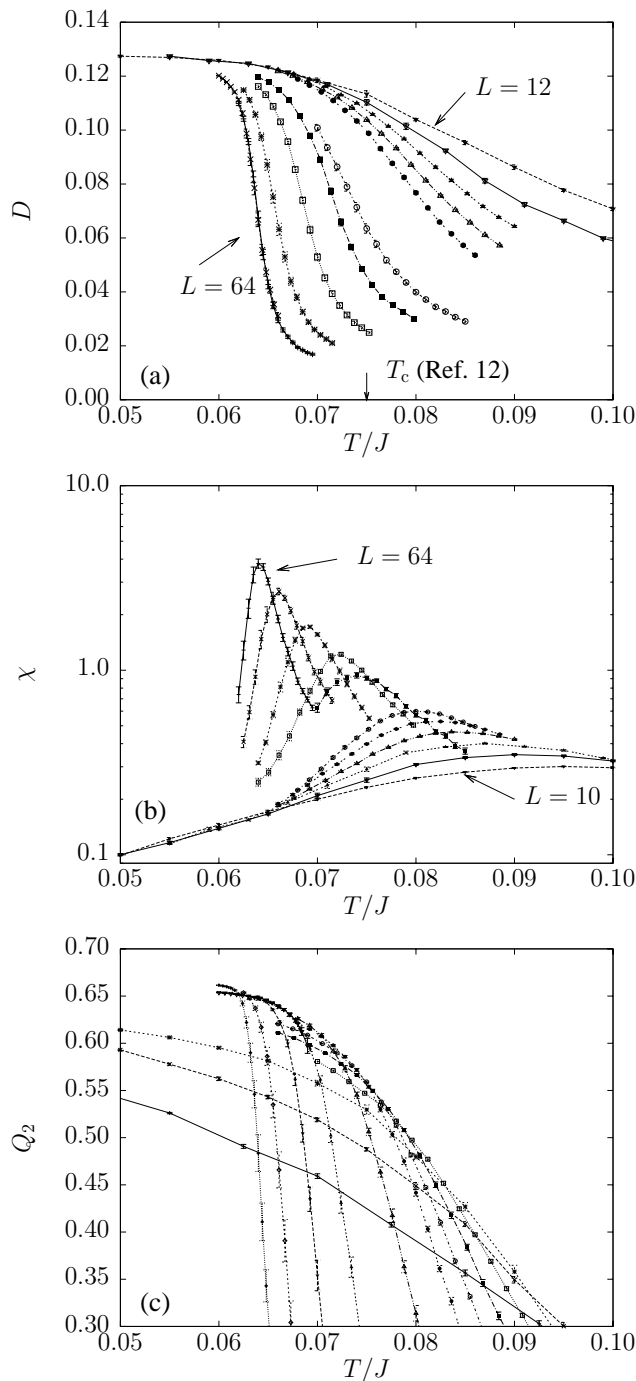 0.14
0.12
0.10
0.08
0.06
0.04
0.02
0.00
D
L = 12
L = 64
(a)
T_c (Ref. 12)
0.05 0.06 0.07 0.08 0.09 0.10
T/J
10.0
1.0
0.1
χ
L = 64
L = 10
(b)
0.05 0.06 0.07 0.08 0.09 0.10
T/J
0.70
0.65
0.60
0.55
0.50
0.45
0.40
0.35
0.30
Q_2
(c)
0.05 0.06 0.07 0.08 0.09 0.10
T/J